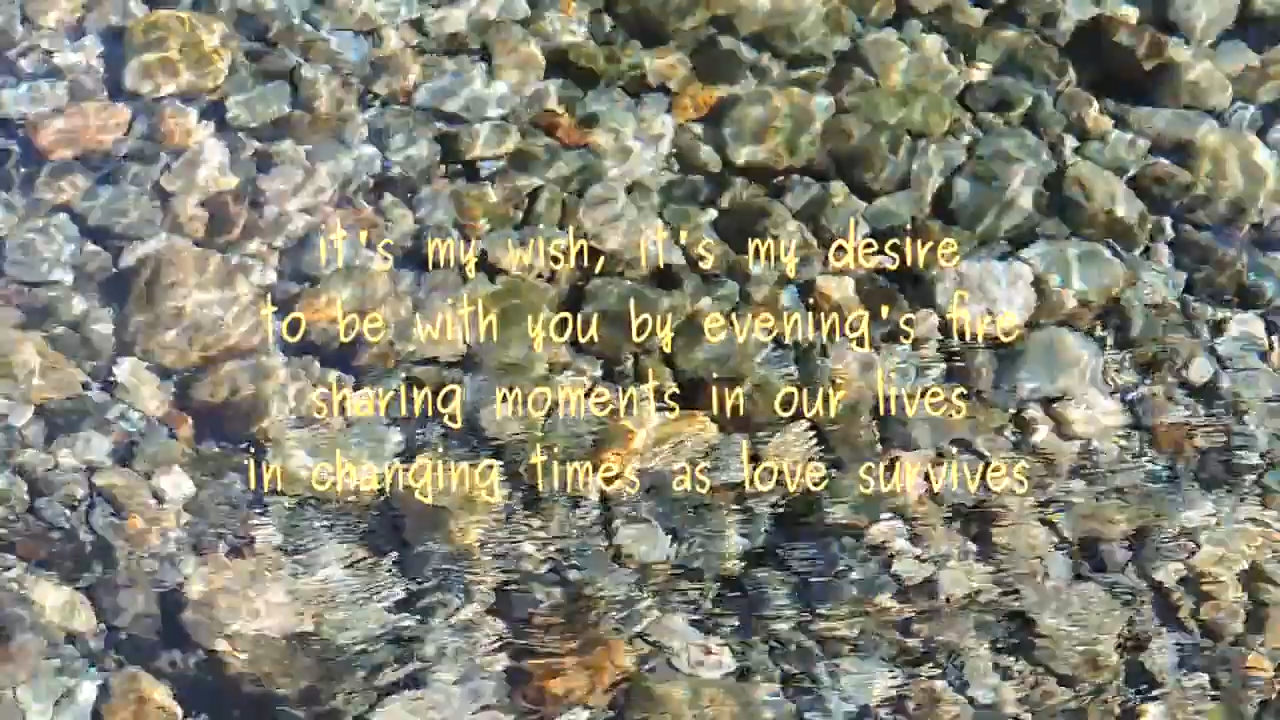 it's my wish, it's my desire
to be with you by evening's fire
sharing moments in our lives
in changing times as love survives